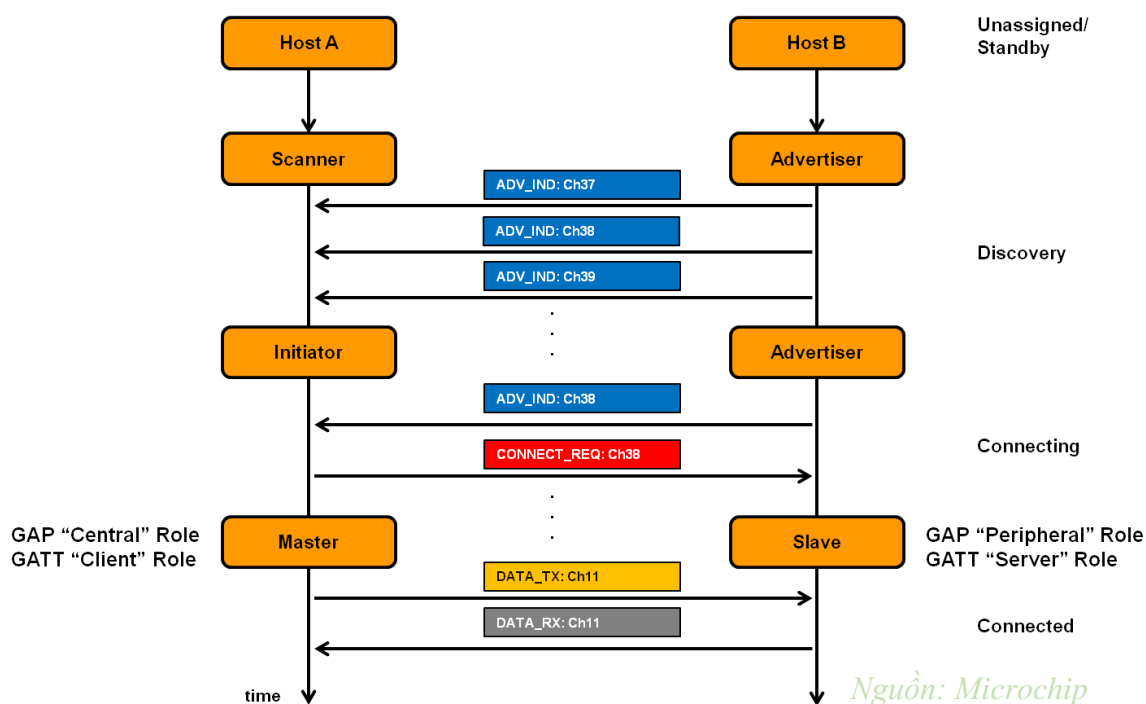 Host A
Host B
Unassigned/
Standby
Scanner
Advertiser
ADV_IND: Ch37
ADV_IND: Ch38
ADV_IND: Ch39
Discovery
.
.
.
Initiator
Advertiser
ADV_IND: Ch38
CONNECT_REQ: Ch38
Connecting
.
.
.
GAP “Central” Role
GATT “Client” Role
Master
Slave
GAP “Peripheral” Role
GATT “Server” Role
DATA_TX: Ch11
DATA_RX: Ch11
Connected
time
Nguồn: Microchip